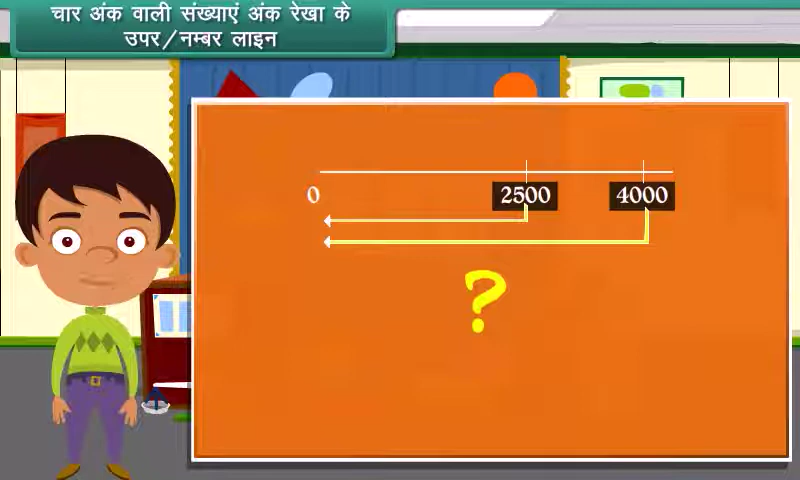 चार अंक वाली संख्याएं अंक रेखा के
उपर/नम्बर लाइन
0 2500 4000
?